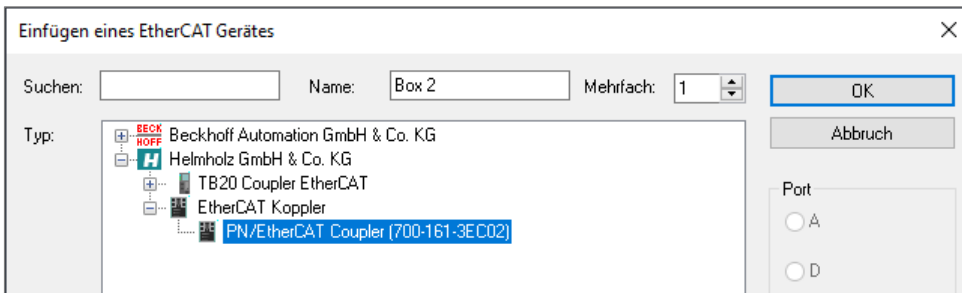 Einfügen eines EtherCAT Gerätes
Suchen: Name: Box 2 Mehrfach: 1 OK
Typ: BECK Beckhoff Automation GmbH & Co. KG Abbruch
HOFF
H Helmholz GmbH & Co. KG
TB20 Coupler EtherCAT
EtherCAT Koppler Port
PN/EtherCAT Coupler (700-161-3EC02) A
D